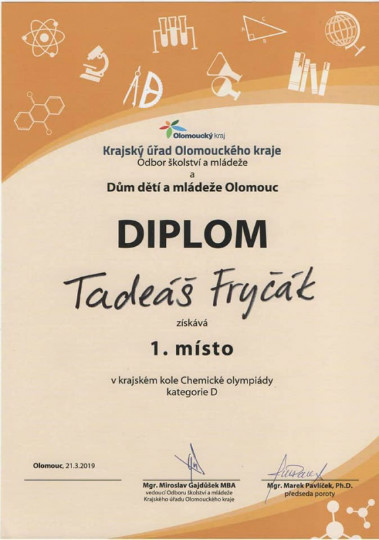 Olomoucký kraj
Krajský úřad Olomouckého kraje
Odbor školství a mládeže
a
Dům dětí a mládeže Olomouc
DIPLOM
Tadeáš Fryčák
získává
1. místo
v krajském kole Chemické olympiády
kategorie D
Olomouc, 21.3.2019
Mgr. Miroslav Gajdůšek MBA
vedoucí Odboru školství a mládeže
Krajského úřadu Olomouckého kraje
Mgr. Marek Pavlíček, Ph.D.
předseda poroty